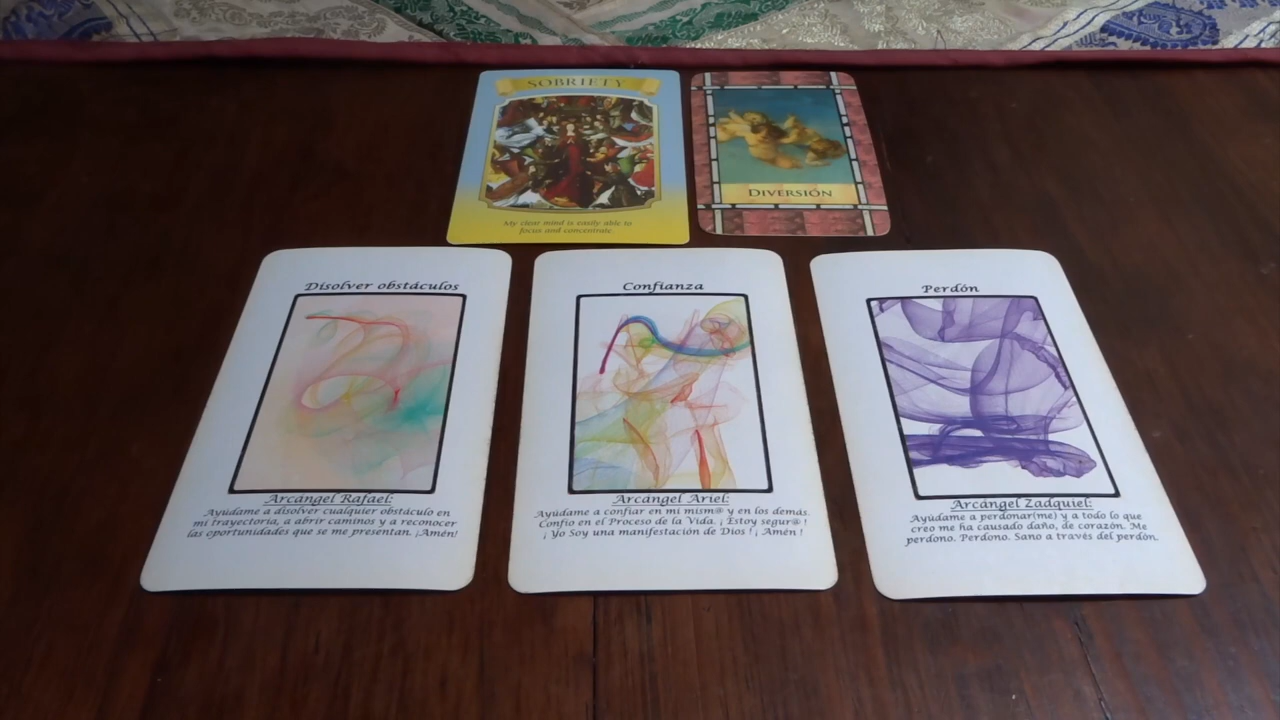 SOBRIETY
My clear mind is easily able to
focus and concentrate.
DIVERSIÓN
Disolver obstáculos
Arcángel Rafael:
Ayúdame a disolver cualquier obstáculo en
mi trayectoria, a abrir caminos y a reconocer
las oportunidades que se me presentan. ¡Amén!
Confianza
Arcángel Ariel:
Ayúdame a confiar en mi mism@ y en los demás.
Confío en el Proceso de la Vida. ¡ Estoy segur@ !
¡ Yo Soy una manifestación de Dios ! ¡ Amén !
Perdón
Arcángel Zadquiel:
Ayúdame a perdonar(me) y a todo lo que
creo me ha causado daño, de corazón. Me
perdono. Perdono. Sano a través del perdón.